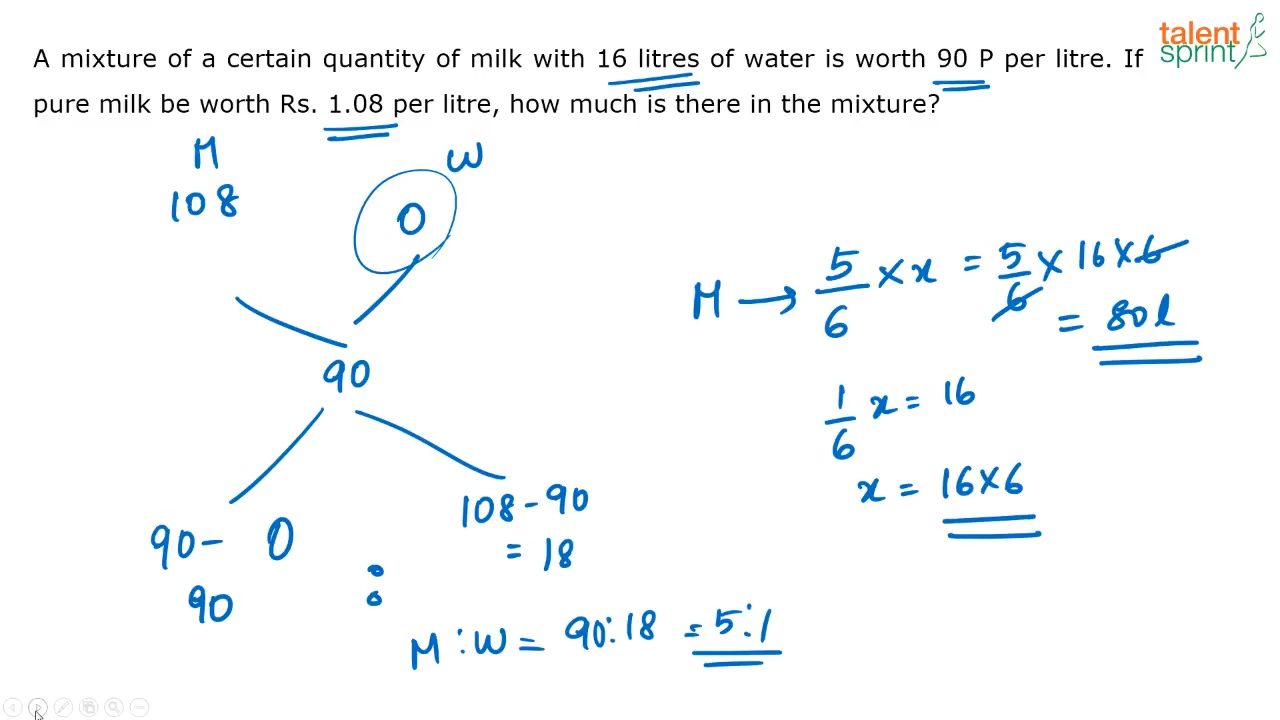 talent
sprint
A mixture of a certain quantity of milk with 16 litres of water is worth 90 P per litre. If
pure milk be worth Rs. 1.08 per litre, how much is there in the mixture?
M W
108 0
90
90 - 0 108 - 90
= 18
90 :
M : W = 90 : 18 = 5 : 1
M → 5/6 × x = 5/6 × 16 × 6
= 80 l
1/6 x = 16
x = 16 × 6